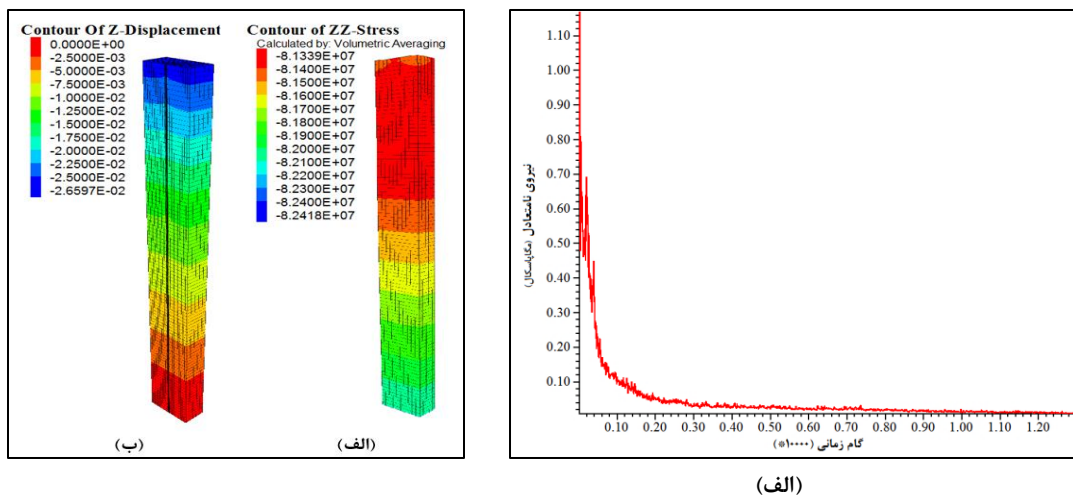 Contour Of Z-Displacement
0.0000E+00
-2.5000E-03
-5.0000E-03
-7.5000E-03
-1.0000E-02
-1.2500E-02
-1.5000E-02
-1.7500E-02
-2.0000E-02
-2.2500E-02
-2.5000E-02
-2.6597E-02
(ب)
Contour of ZZ-Stress
Calculated by: Volumetric Averaging
-8.1339E+07
-8.1400E+07
-8.1500E+07
-8.1600E+07
-8.1700E+07
-8.1800E+07
-8.1900E+07
-8.2000E+07
-8.2100E+07
-8.2200E+07
-8.2300E+07
-8.2400E+07
-8.2418E+07
(الف)
نیروی نامتعادل (مگاپاسکال)
1.10
1.00
0.90
0.80
0.70
0.60
0.50
0.40
0.30
0.20
0.10
0.10 0.20 0.30 0.40 0.50 0.60 0.70 0.80 0.90 1.00 1.10 1.20
گام زمانی (۱۰۰۰۰*)
(الف)